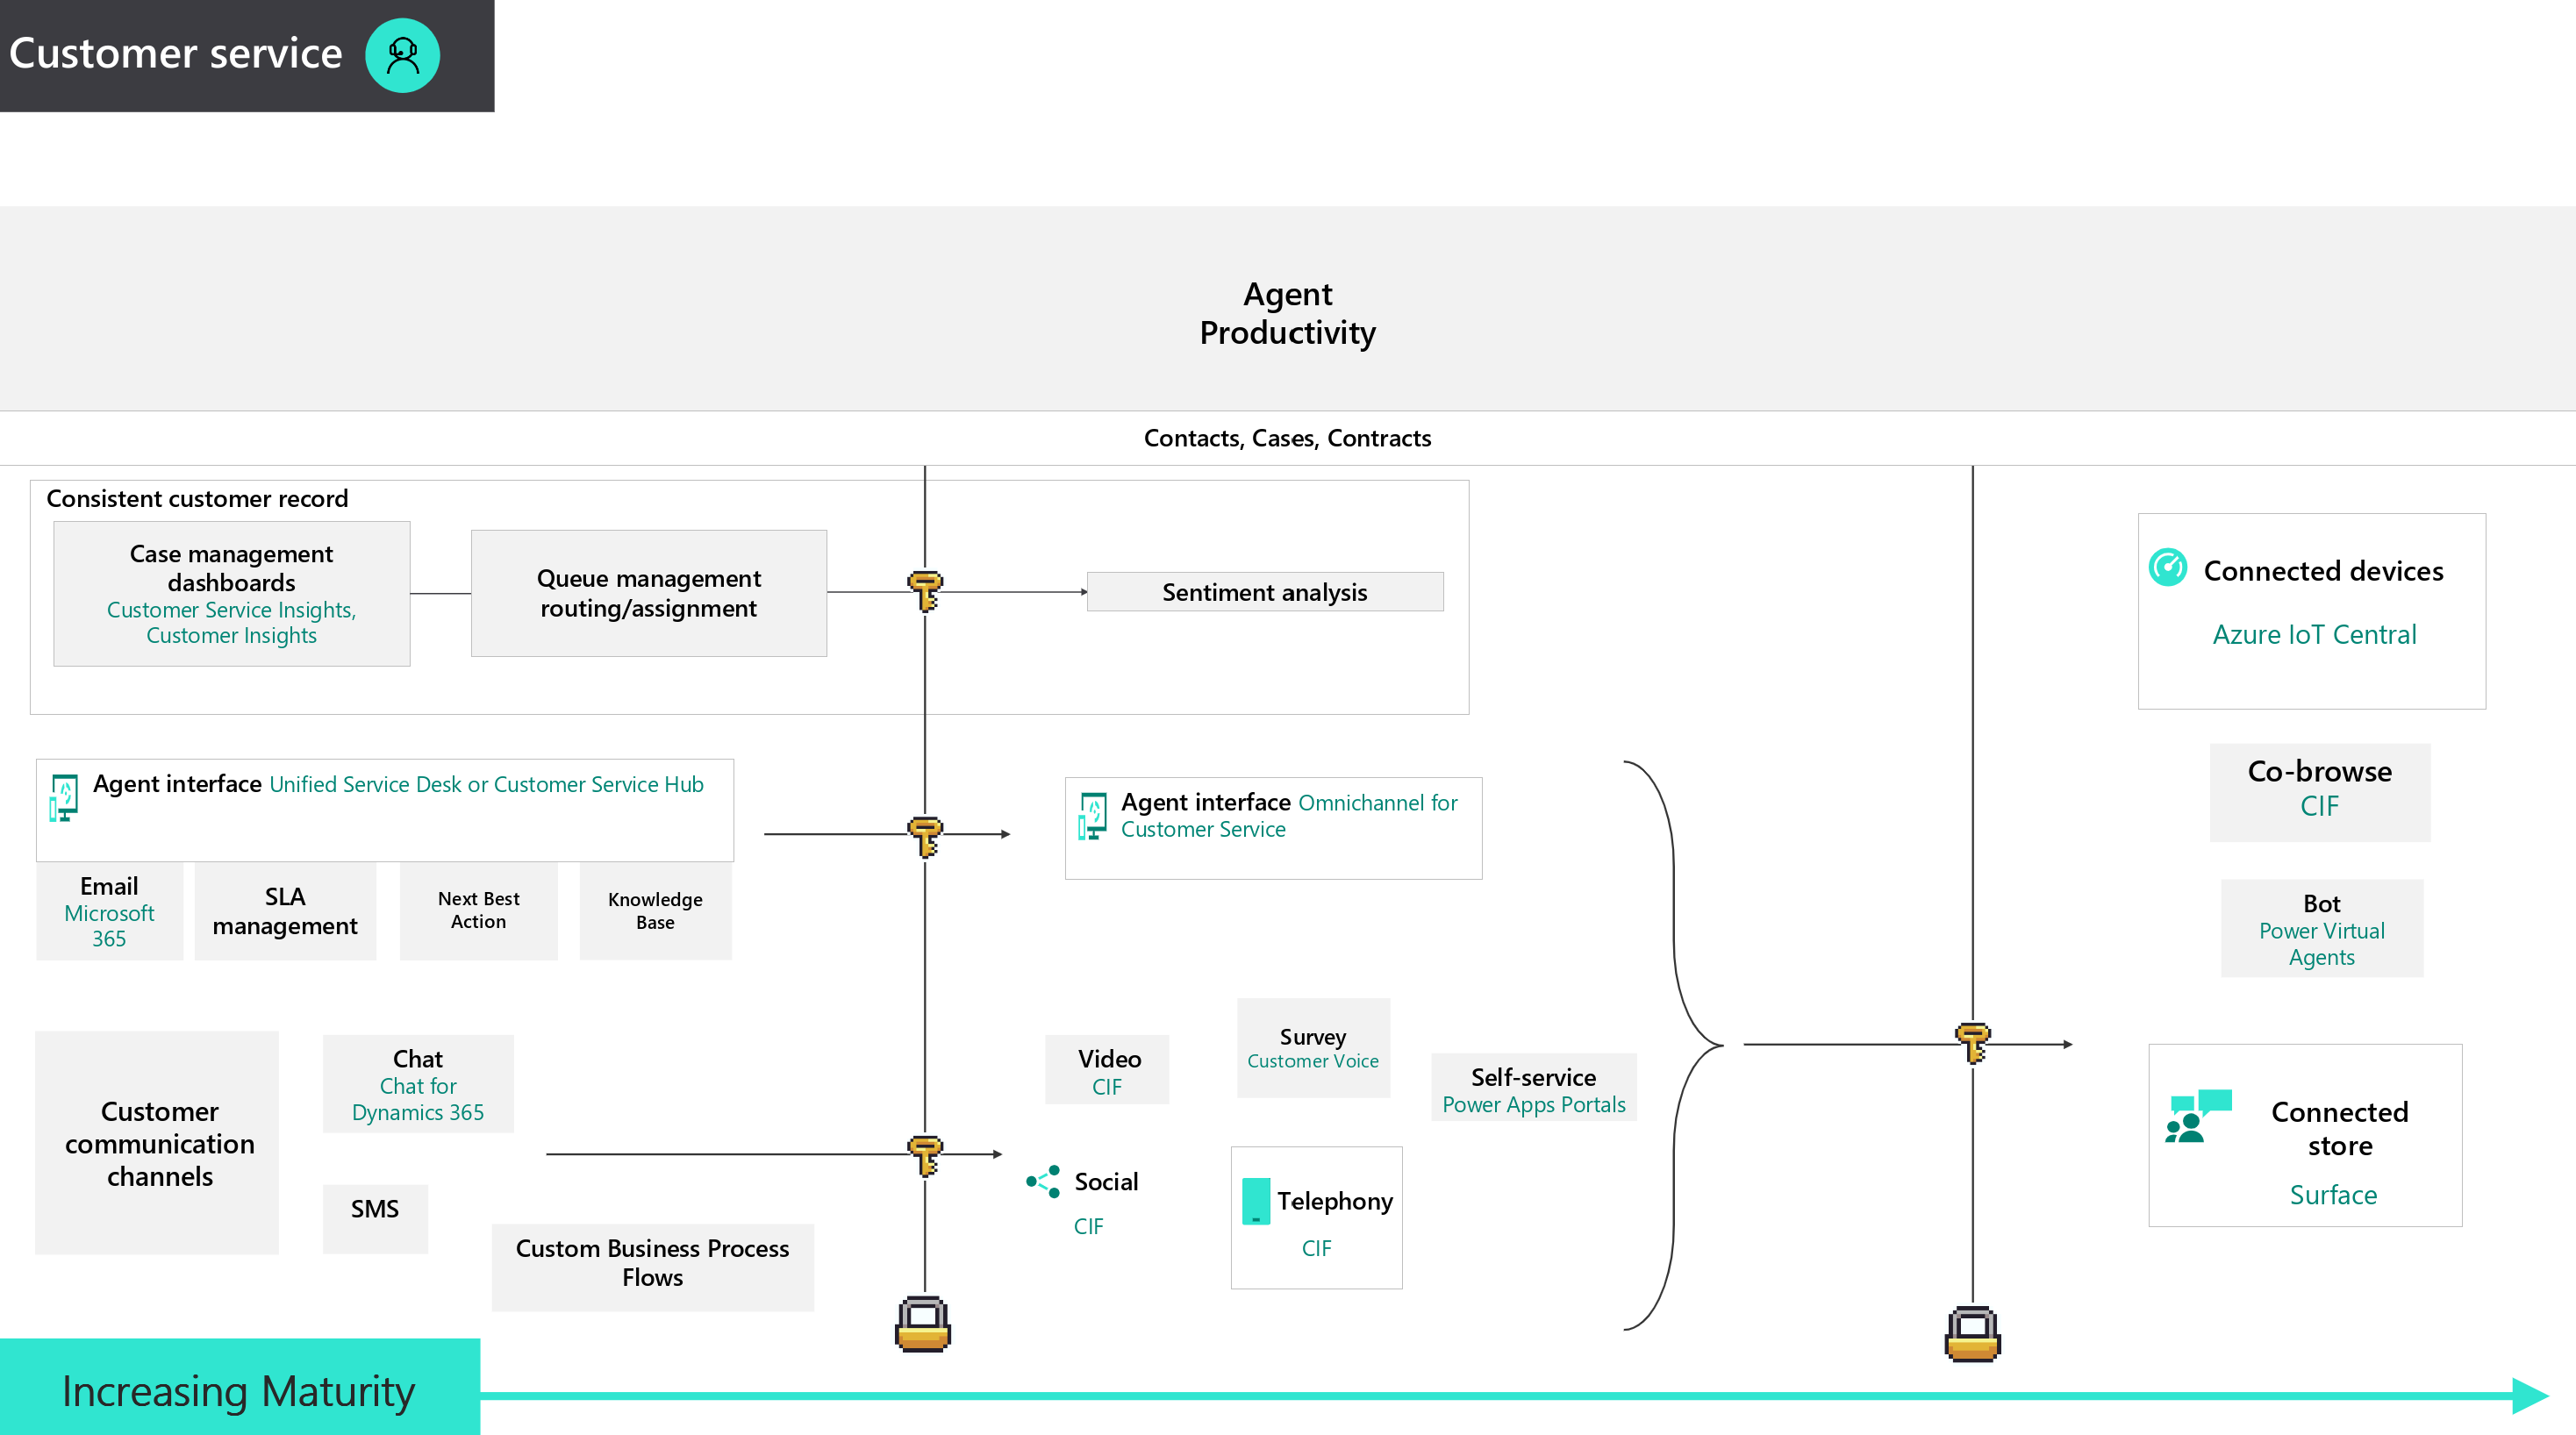 Customer service
Agent
Productivity
Contacts, Cases, Contracts
Consistent customer record
Case management
dashboards
Customer Service Insights,
Customer Insights
Queue management
routing/assignment
Sentiment analysis
Connected devices
Azure IoT Central
Agent interface Unified Service Desk or Customer Service Hub
Agent interface Omnichannel for
Customer Service
Co-browse
CIF
Email
Microsoft
365
SLA
management
Next Best
Action
Knowledge
Base
Bot
Power Virtual
Agents
Customer
communication
channels
Chat
Chat for
Dynamics 365
SMS
Custom Business Process
Flows
Video
CIF
Survey
Customer Voice
Self-service
Power Apps Portals
Social
CIF
Telephony
CIF
Connected
store
Surface
Increasing Maturity